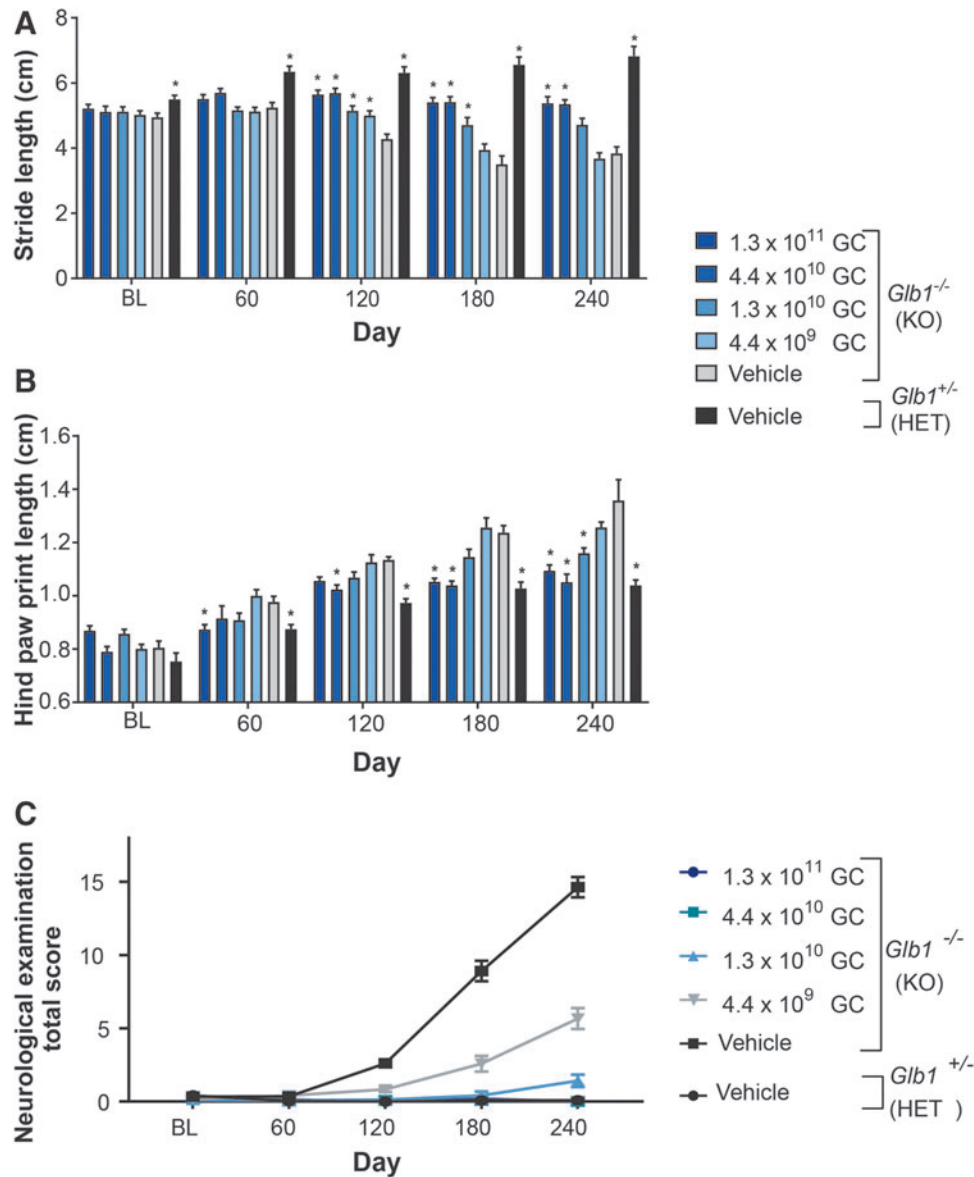 A
Stride length (cm)
8
6
4
2
0
* * * * * * * * * * * * * *
BL 60 120 180 240
Day
1.3 x 10¹¹ GC
4.4 x 10¹⁰ GC
1.3 x 10¹⁰ GC
4.4 x 10⁹ GC
Vehicle
Glb1-/-
(KO)
Vehicle
Glb1+/-
(HET)
B
Hind paw print length (cm)
1.6
1.4
1.2
1.0
0.8
0.6
* * * * * * * * * * *
BL 60 120 180 240
Day
C
Neurological examination
total score
15
10
5
0
BL 60 120 180 240
Day
1.3 x 10¹¹ GC
4.4 x 10¹⁰ GC
1.3 x 10¹⁰ GC
4.4 x 10⁹ GC
Vehicle
Glb1 -/-
(KO)
Vehicle
Glb1 +/-
(HET )